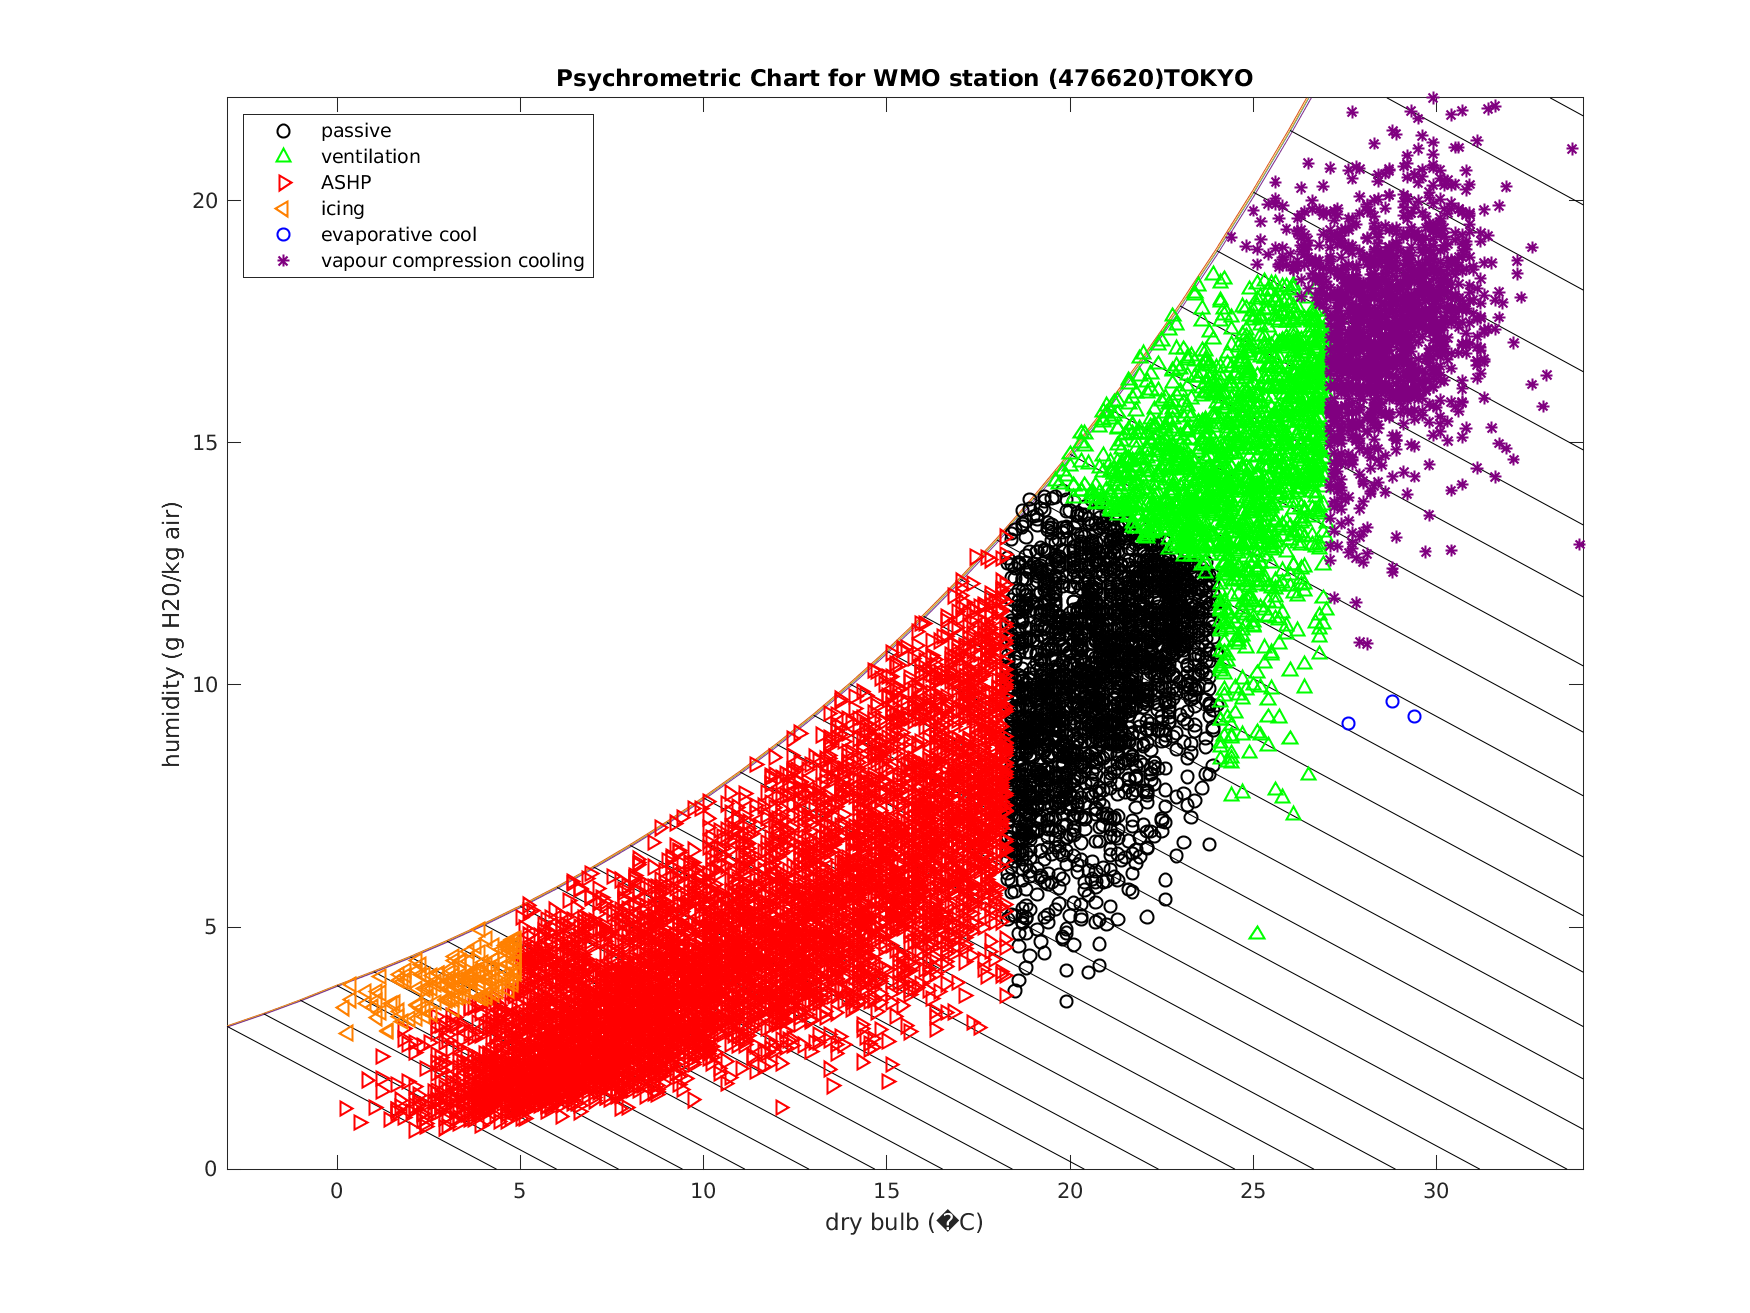 Psychrometric Chart for WMO station (476620)TOKYO
passive
ventilation
ASHP
icing
evaporative cool
vapour compression cooling
humidity (g H20/kg air)
20
15
10
5
0
0 5 10 15 20 25 30
dry bulb (�C)